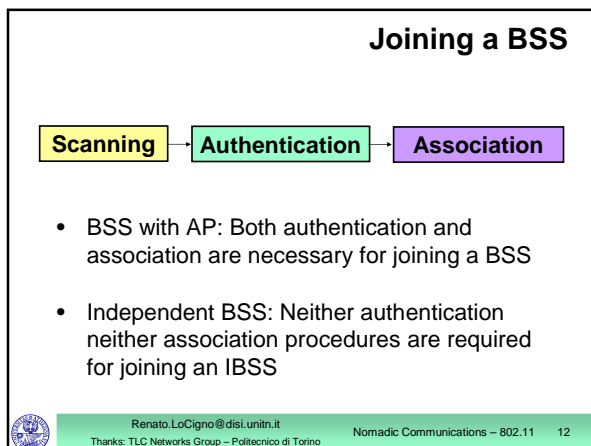 Joining a BSS
Scanning Authentication Association
• BSS with AP: Both authentication and
association are necessary for joining a BSS
• Independent BSS: Neither authentication
neither association procedures are required
for joining an IBSS
Renato.LoCigno@disi.unitn.it
Thanks: TLC Networks Group – Politecnico di Torino
Nomadic Communications – 802.11 12